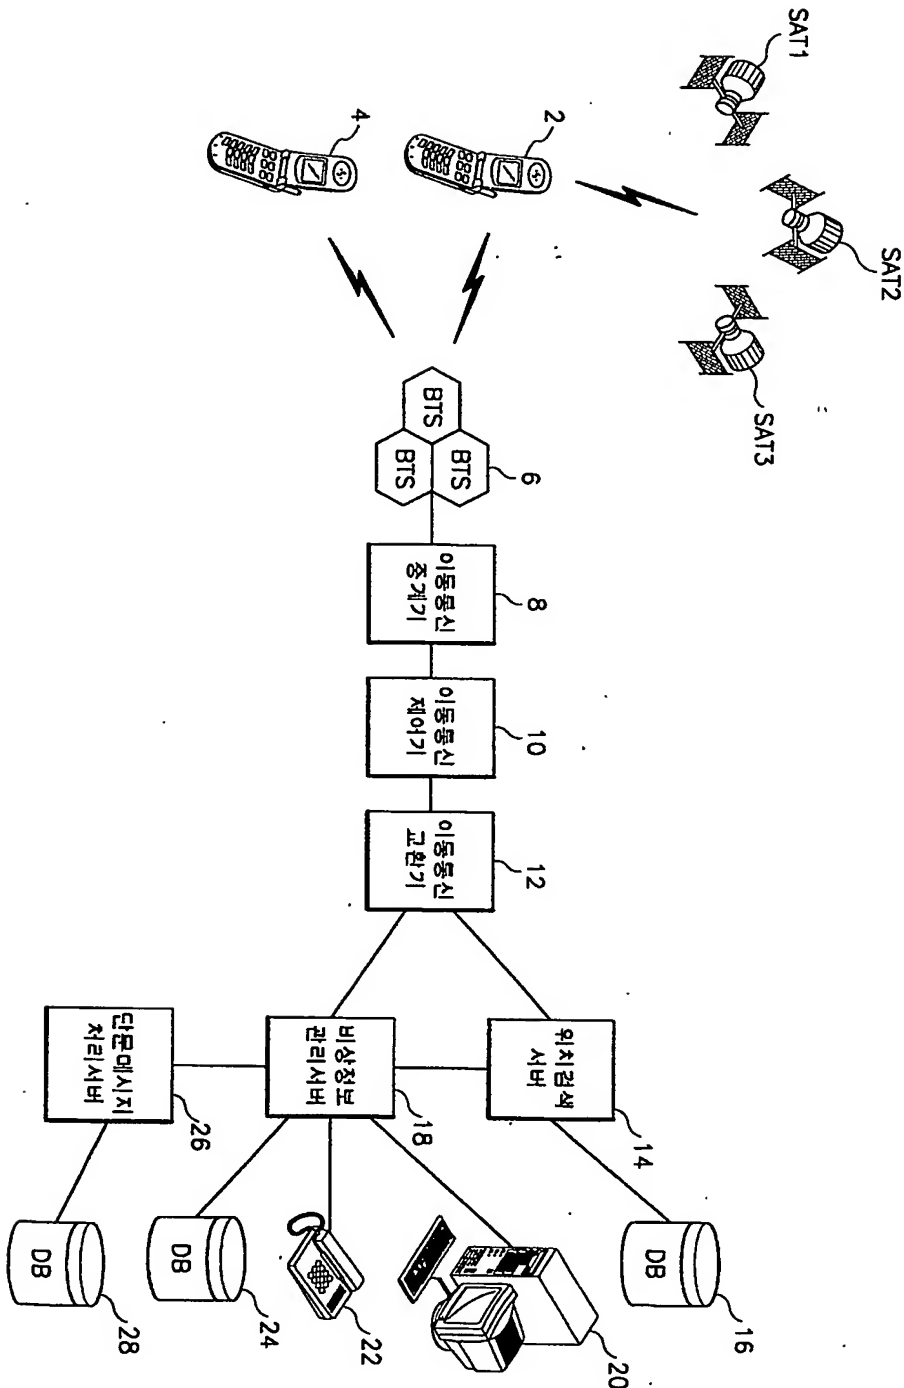 SAT1
SAT2
SAT3
2
4
BTS
BTS
BTS
6
이동통신
중계기
8
이동통신
제어기
10
이동통신
교환기
12
위치검색
서버
14
DB
16
비상정보
관리서버
18
20
22
DB
24
단문메시지
처리서버
26
DB
28